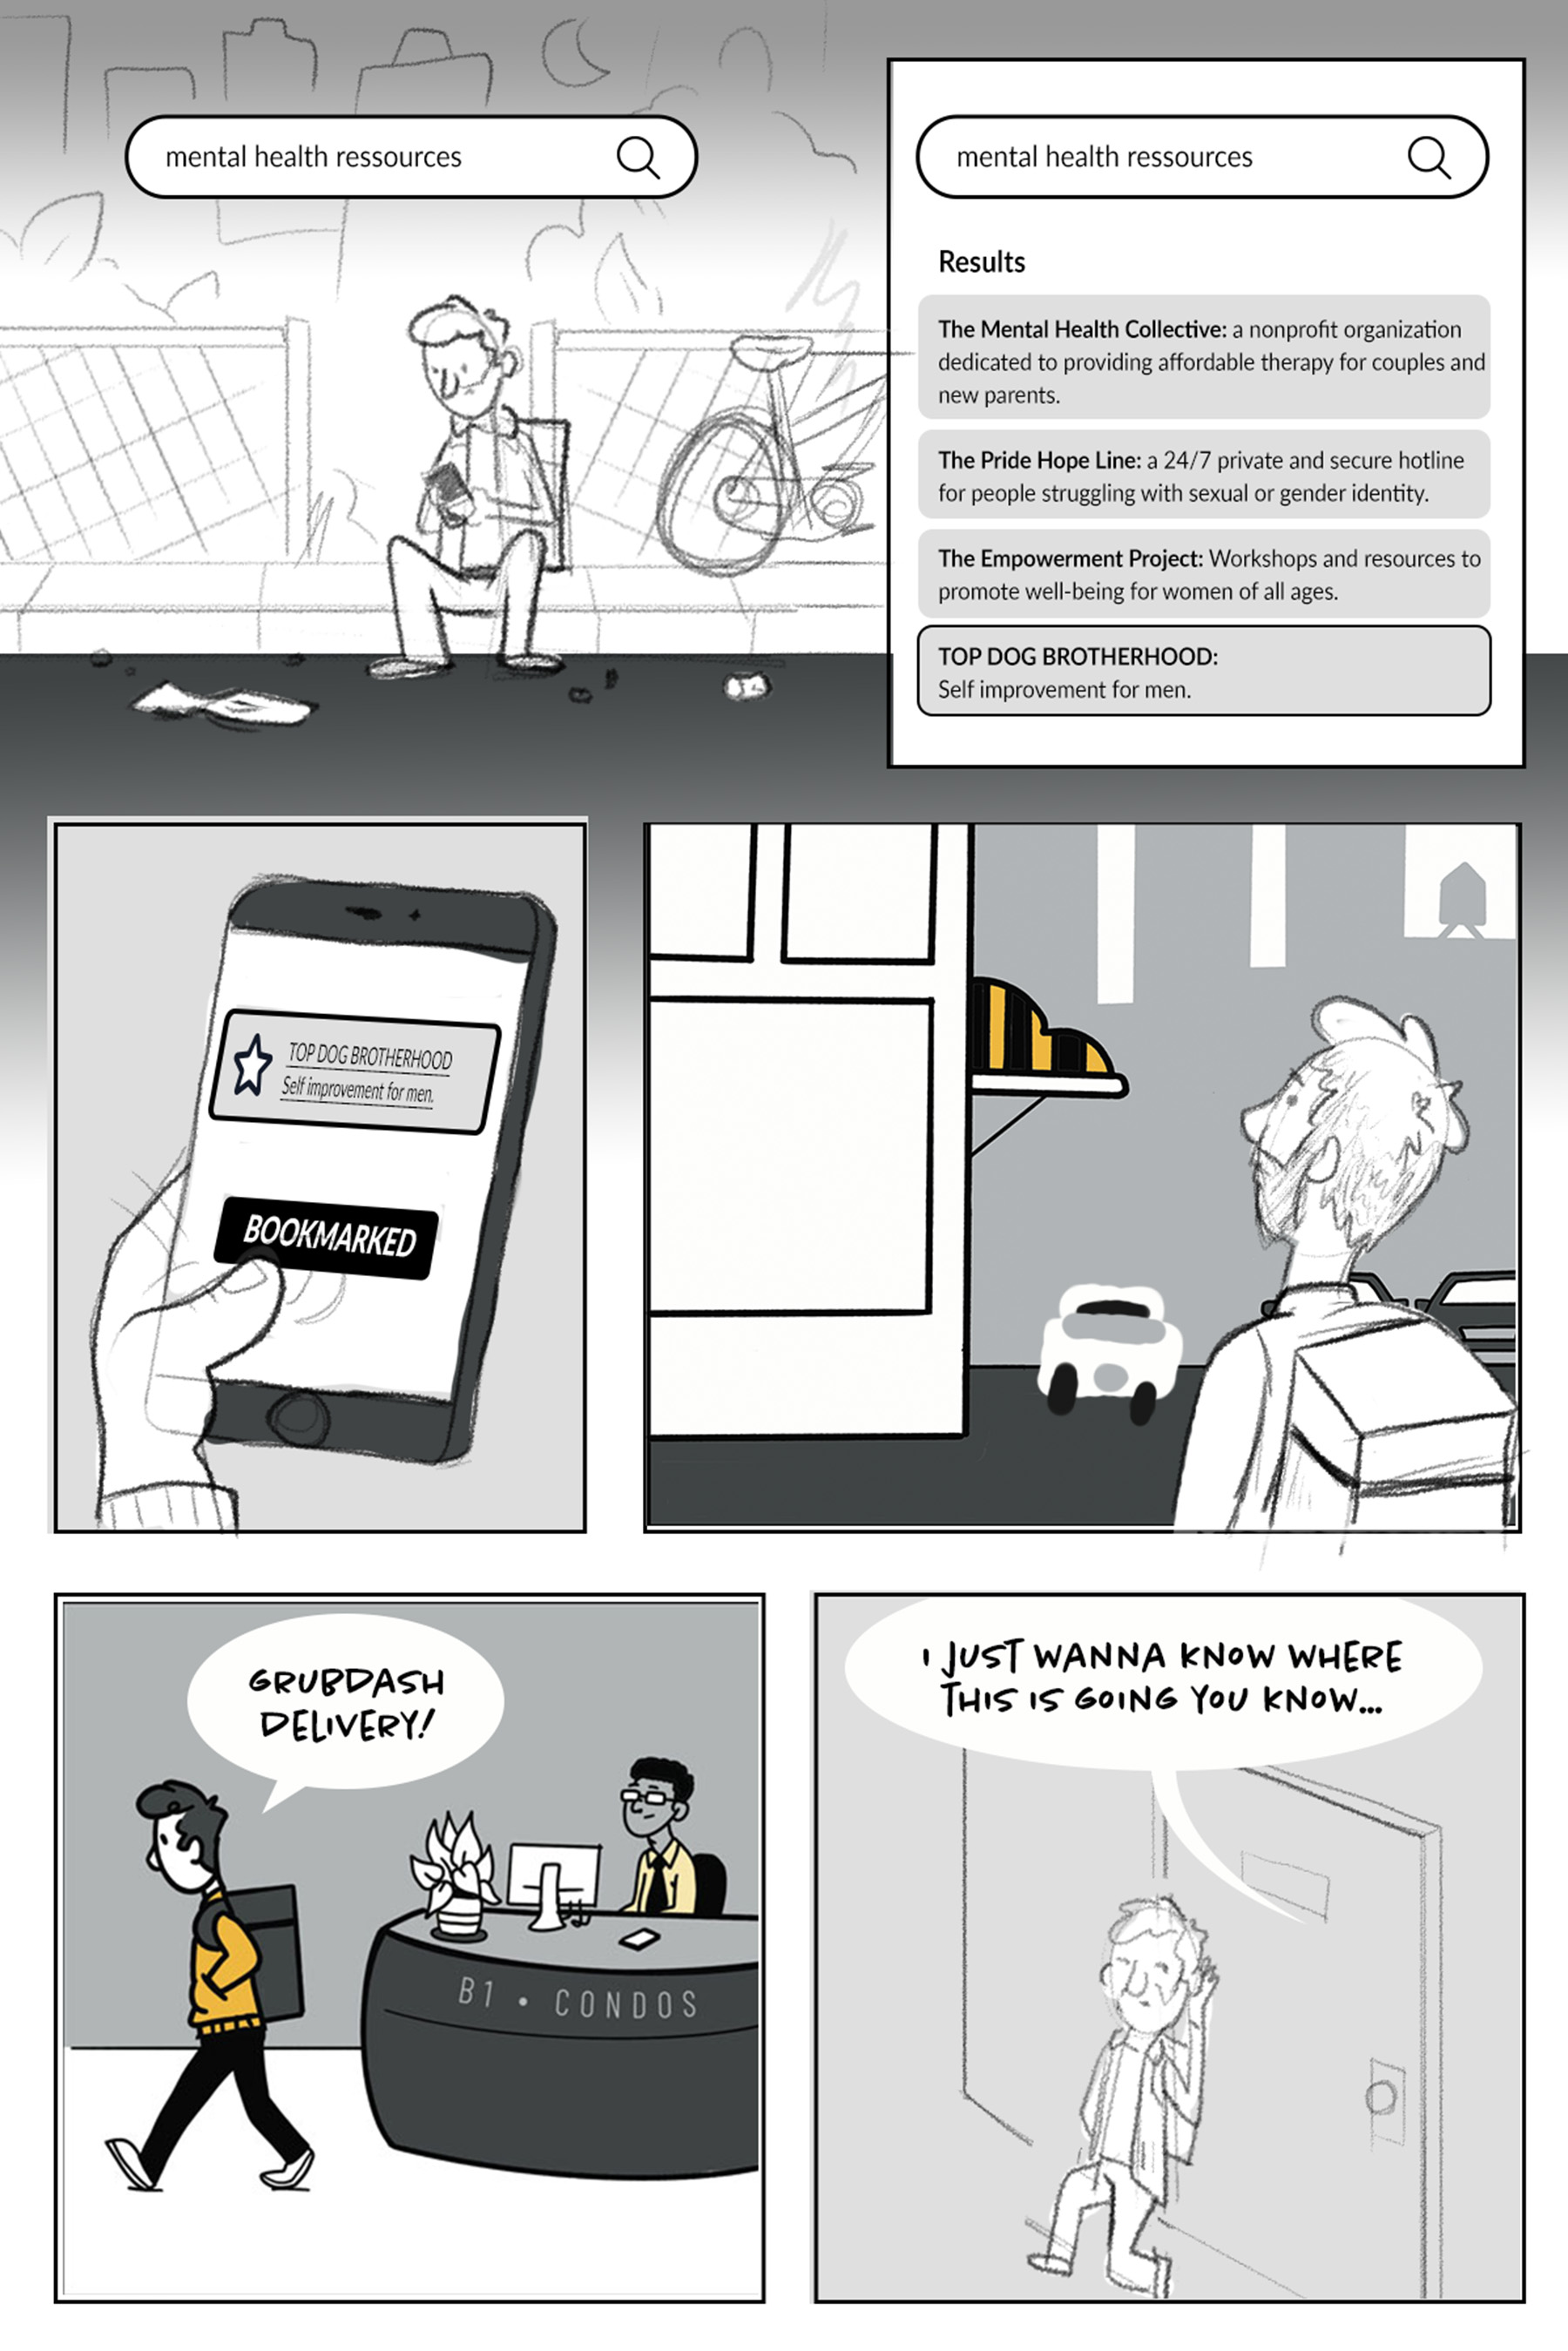 mental health ressources
mental health ressources
Results
The Mental Health Collective: a nonprofit organization
dedicated to providing affordable therapy for couples and
new parents.
The Pride Hope Line: a 24/7 private and secure hotline
for people struggling with sexual or gender identity.
The Empowerment Project: Workshops and resources to
promote well-being for women of all ages.
TOP DOG BROTHERHOOD:
Self improvement for men.
TOP DOG BROTHERHOOD
Self improvement for men.
BOOKMARKED
GRUBDASH
DELIVERY!
B1 • CONDOS
I JUST WANNA KNOW WHERE
THIS IS GOING YOU KNOW...